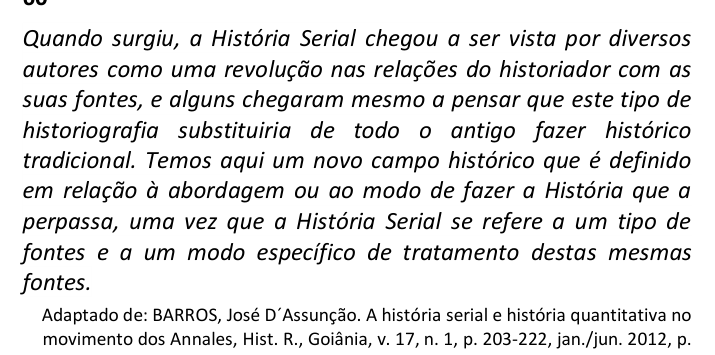 Quando surgiu, a História Serial chegou a ser vista por diversos
autores como uma revolução nas relações do historiador com as
suas fontes, e alguns chegaram mesmo a pensar que este tipo de
historiografia substituiria de todo o antigo fazer histórico
tradicional. Temos aqui um novo campo histórico que é definido
em relação à abordagem ou ao modo de fazer a História que a
perpassa, uma vez que a História Serial se refere a um tipo de
fontes e a um modo específico de tratamento destas mesmas
fontes.
Adaptado de: BARROS, José D´Assunção. A história serial e história quantitativa no
movimento dos Annales, Hist. R., Goiânia, v. 17, n. 1, p. 203-222, jan./jun. 2012, p.